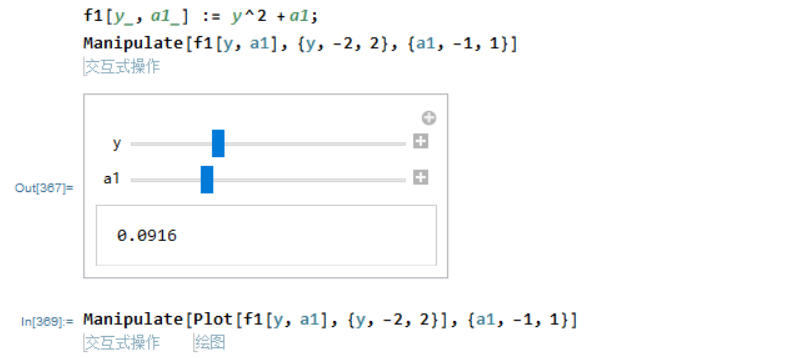 f1[y_, a1_] := y^2 + a1;
Manipulate[f1[y, a1], {y, -2, 2}, {a1, -1, 1}]
交互式操作
y
a1
Out[367]=
0.0916
In[369]:= Manipulate[Plot[f1[y, a1], {y, -2, 2}], {a1, -1, 1}]
交互式操作 绘图